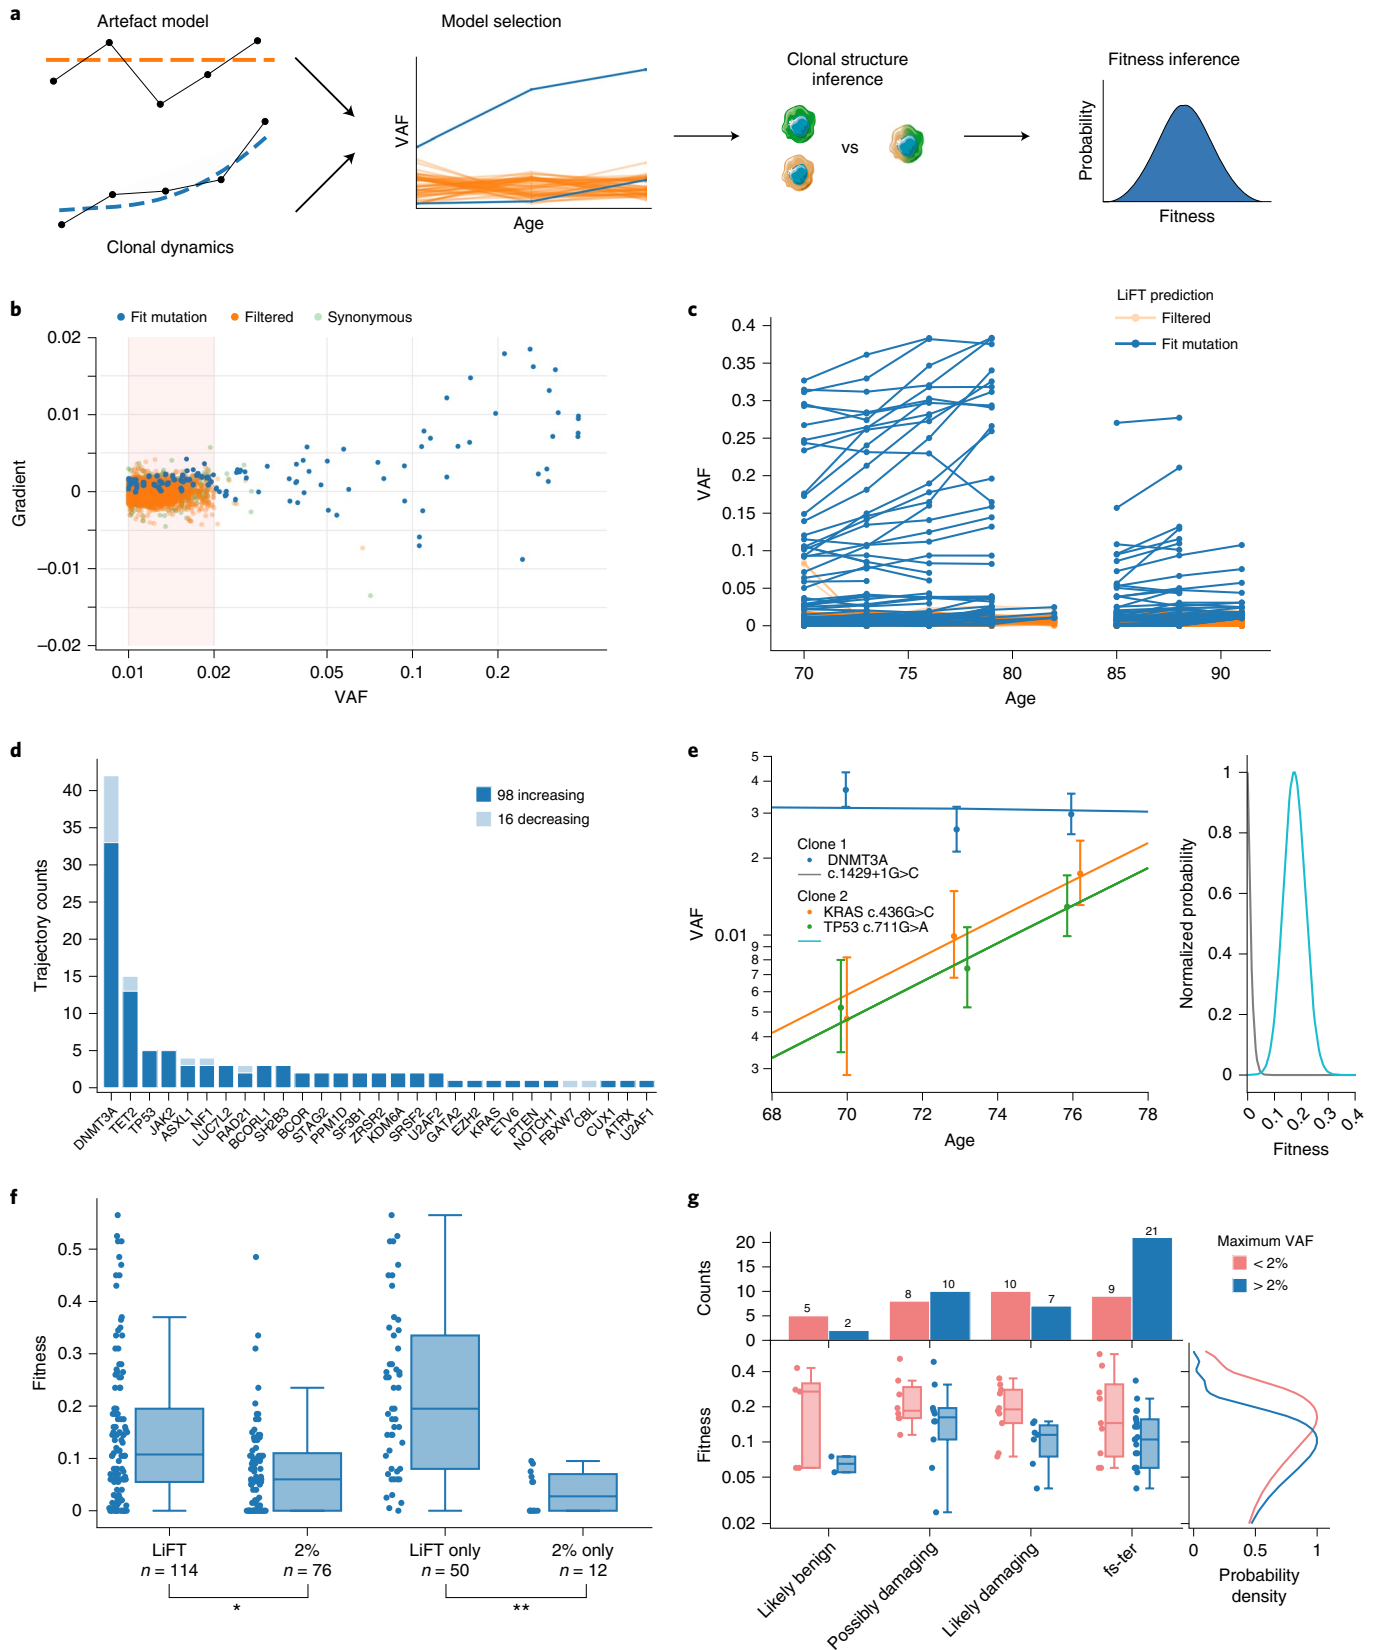 a
Artefact model
Model selection
Clonal structure
inference
Fitness inference
VAF
vs
Probability
Age
Fitness
Clonal dynamics
b
Fit mutation
Filtered
Synonymous
0.02
0.01
0
−0.01
−0.02
Gradient
0.01
0.02
0.05
0.1
0.2
VAF
c
LiFT prediction
Filtered
Fit mutation
0.4
0.35
0.3
0.25
0.2
0.15
0.1
0.05
0
VAF
70
75
80
85
90
Age
d
98 increasing
16 decreasing
40
35
30
25
20
15
10
5
0
Trajectory counts
DNMT3A
TET2
TP53
JAK2
ASXL1
NF1
LUC7L2
RAD21
BCORL1
SH2B3
BCOR
STAG2
PPM1D
SF3B1
ZRSR2
KDM6A
SRSF2
U2AF2
GATA2
EZH2
KRAS
ETV6
PTEN
NOTCH1
FBXW7
CBL
CUX1
ATRX
U2AF1
e
5
4
3
2
0.01
9
8
7
6
5
4
3
VAF
Clone 1
DNMT3A
c.1429+1G>C
Clone 2
KRAS c.436G>C
TP53 c.711G>A
68
70
72
74
76
78
Age
1
0.8
0.6
0.4
0.2
0
Normalized probability
0
0.1
0.2
0.3
0.4
Fitness
f
0.5
0.4
0.3
0.2
0.1
0
Fitness
LiFT
n = 114
2%
n = 76
LiFT only
n = 50
2% only
n = 12
*
**
g
Maximum VAF
< 2%
> 2%
20
15
10
5
0
Counts
5
2
8
10
10
7
9
21
0.4
0.2
0.1
0.05
0.02
Fitness
Likely benign
Possibly damaging
Likely damaging
fs-ter
0
0.5
1
Probability
density